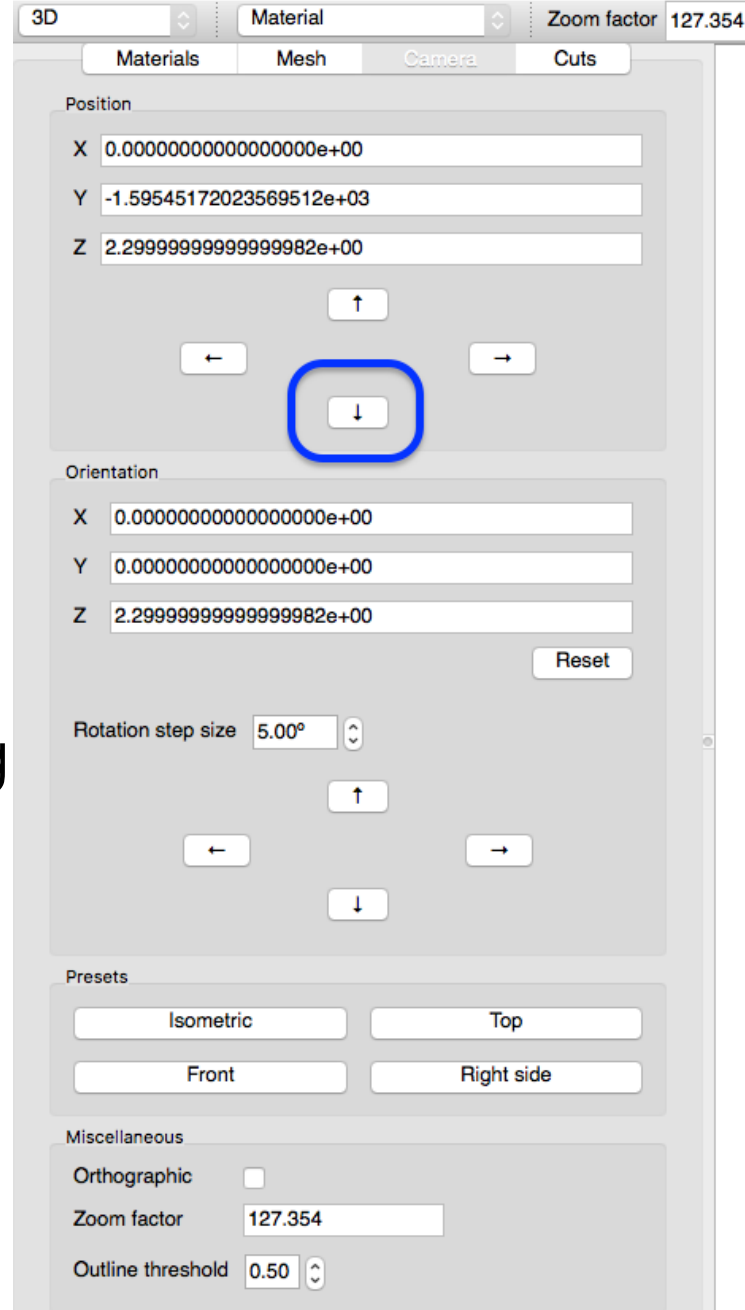 3D Material Zoom factor 127.354
Materials Mesh Camera Cuts
Position
X 0.00000000000000000e+00
Y -1.59545172023569512e+03
Z 2.29999999999999982e+00
↑
← →
↓
Orientation
X 0.00000000000000000e+00
Y 0.00000000000000000e+00
Z 2.29999999999999982e+00
Reset
Rotation step size 5.00º
g
↑
← →
↓
Presets
Isometric Top
Front Right side
Miscellaneous
Orthographic
Zoom factor 127.354
Outline threshold 0.50